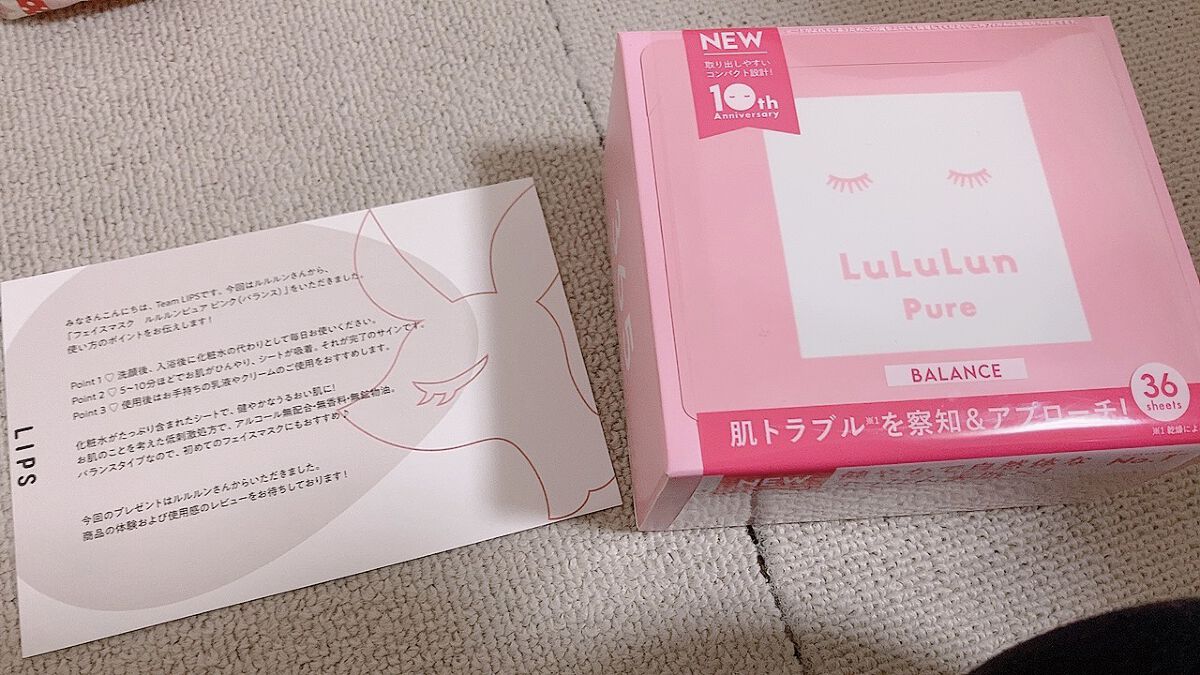 みなさんこんにちは、Team LIPSです。今回はルルルンさんから、
「フェイスマスク ルルルンピュア ピンク(バランス)」をいただきました。
使い方のポイントをお伝えします!
Point 1 ♡ 洗顔後、入浴後に化粧水の代わりとして毎日お使いください。
Point 2 ♡ 5~10分ほどでお肌がひんやり、シートが吸着。それが完了のサインです。
Point 3 ♡ 使用後はお手持ちの乳液やクリームのご使用をおすすめします。
化粧水がたっぷり含まれたシートで、健やかなうるおい肌に!
お肌のことを考えた低刺激処方で、アルコール無配合・無香料・無鉱物油。
バランスタイプなので、初めてのフェイスマスクにもおすすめ♪
今回のプレゼントはルルルンさんからいただきました。
商品の体験および使用感のレビューをお待ちしております!
LIPS
NEW
取り出しやすい
コンパクト設計!
10th
Anniversary
LuLuLun
Pure
BALANCE
36
sheets
肌トラブル※1を察知&アプローチ!
※1 乾燥によ
NEW